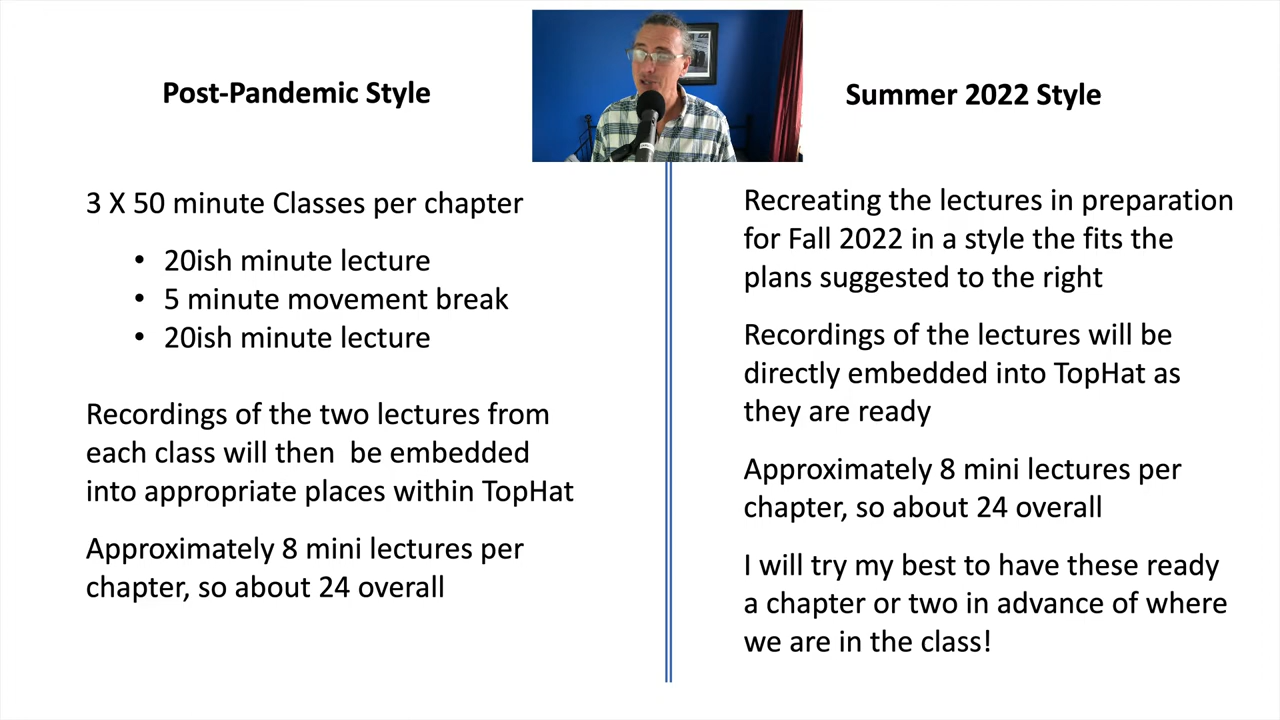 Post-Pandemic Style
3 X 50 minute Classes per chapter
• 20ish minute lecture
• 5 minute movement break
• 20ish minute lecture
Recordings of the two lectures from
each class will then  be embedded
into appropriate places within TopHat
Approximately 8 mini lectures per
chapter, so about 24 overall
Summer 2022 Style
Recreating the lectures in preparation
for Fall 2022 in a style the fits the
plans suggested to the right
Recordings of the lectures will be
directly embedded into TopHat as
they are ready
Approximately 8 mini lectures per
chapter, so about 24 overall
I will try my best to have these ready
a chapter or two in advance of where
we are in the class!